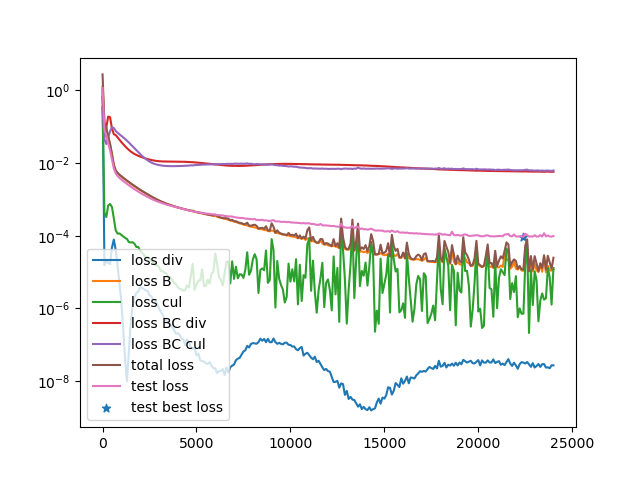 10⁰
10⁻²
10⁻⁴
10⁻⁶
10⁻⁸
loss div
loss B
loss cul
loss BC div
loss BC cul
total loss
test loss
test best loss
0
5000
10000
15000
20000
25000